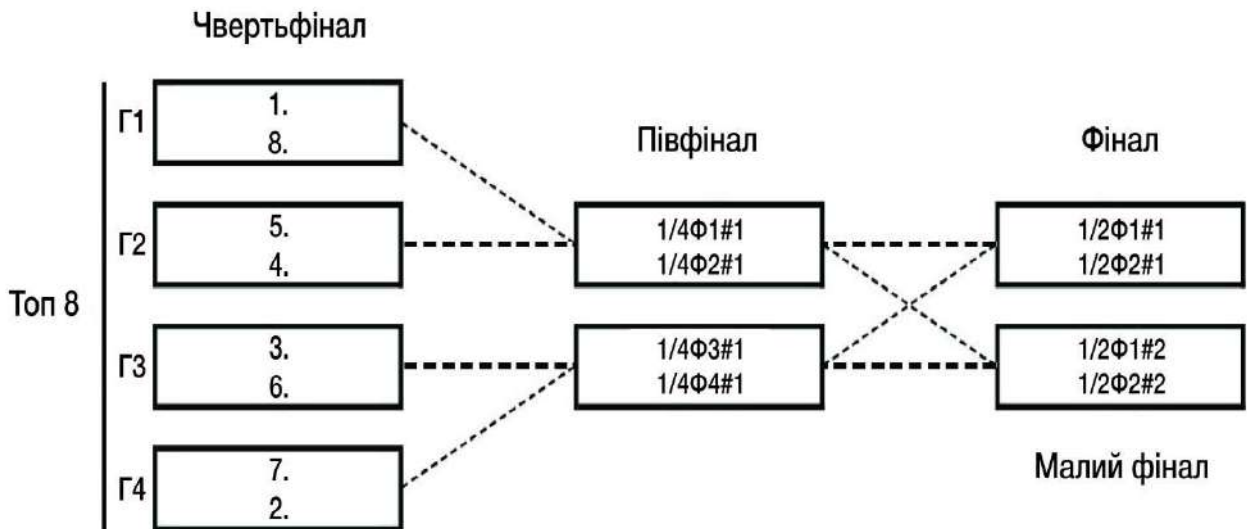 Чвертьфінал
Г1
1.
8.
Г2
5.
4.
Топ 8
Г3
3.
6.
Г4
7.
2.
Півфінал
1/4Ф1#1
1/4Ф2#1
1/4Ф3#1
1/4Ф4#1
Фінал
1/2Ф1#1
1/2Ф2#1
1/2Ф1#2
1/2Ф2#2
Малий фінал